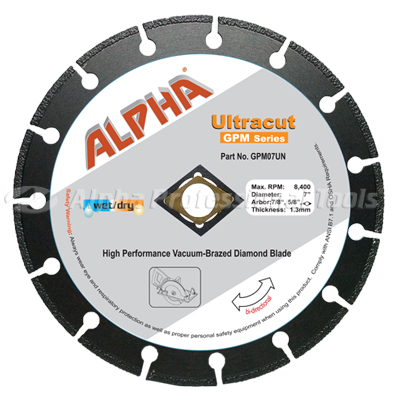 ALPHA
Ultracut
GPM Series
Part No. GPM07UN
Max. RPM: 8,400
Diameter: 7"
Arbor: 7/8", 5/8",
Thickness: 1.3mm
wet/dry
Alpha Professional Tools
High Performance Vacuum-Brazed Diamond Blade
bi-directional
Safety Warning: Always wear eye and respiratory protection as well as proper personal safety equipment when using this product. Comply with ANSI B7.1 and OSHA Requirements.